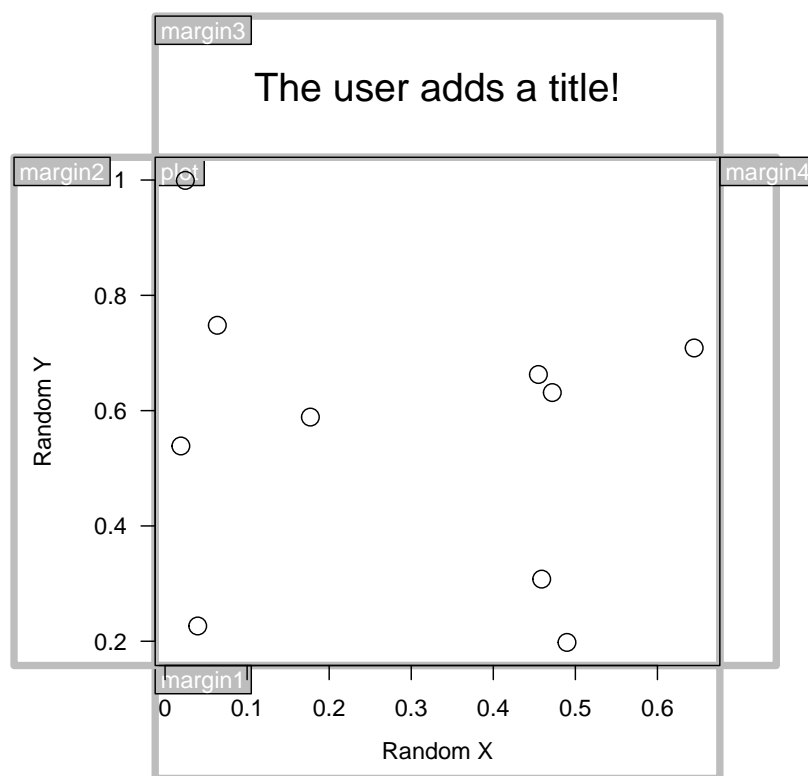 margin3
The user adds a title!
margin2
plot
margin4
1
0.8
0.6
0.4
0.2
Random Y
margin1
0 0.1 0.2 0.3 0.4 0.5 0.6
Random X